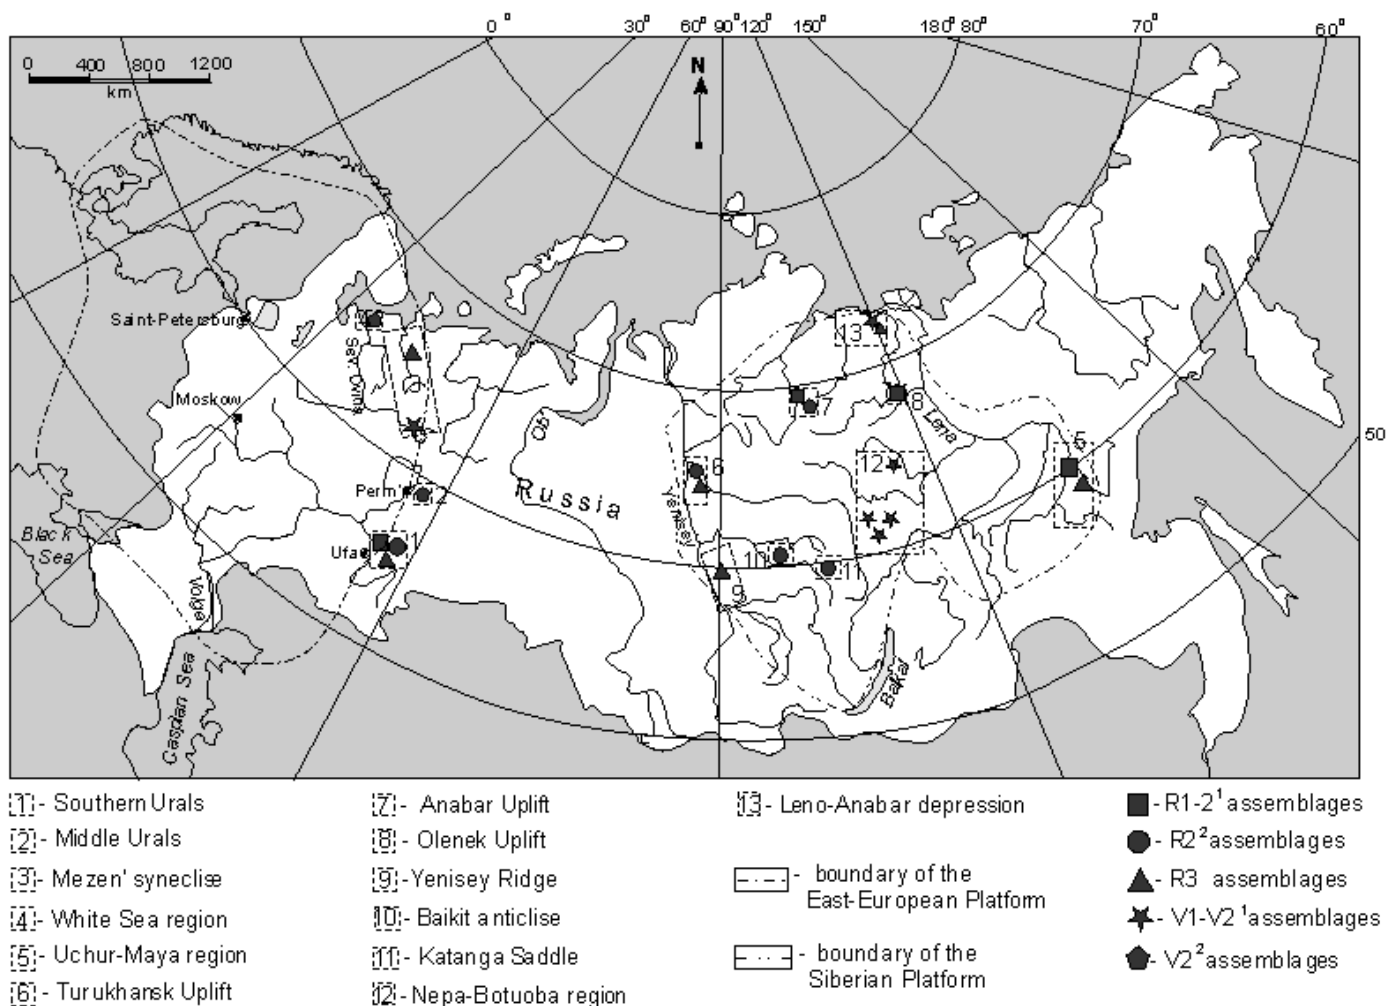 0° 30° 60° 90° 120° 150° 180° 80° 70° 60°
0 400 800 1200
km
N
Saint-Petersburg
Sev. Dvina
13
Moskow
Ob
7
8
Lena
5
50
6
12
Perm'
2
Russia
Yenisei
Black
Sea
Ufa
1
10
11
9
Volga
Caspian Sea
Baikal
1 - Southern Urals
2 - Middle Urals
3 - Mezen' syneclise
4 - White Sea region
5 - Uchur-Maya region
6 - Turukhansk Uplift
7 - Anabar Uplift
8 - Olenek Uplift
9 - Yenisey Ridge
10 - Baikit anticlise
11 - Katanga Saddle
12 - Nepa-Botuoba region
13 - Leno-Anabar depression
- boundary of the
East-European Platform
- boundary of the
Siberian Platform
- R1-2¹ assemblages
- R2² assemblages
- R3 assemblages
- V1-V2¹ assemblages
- V2² assemblages